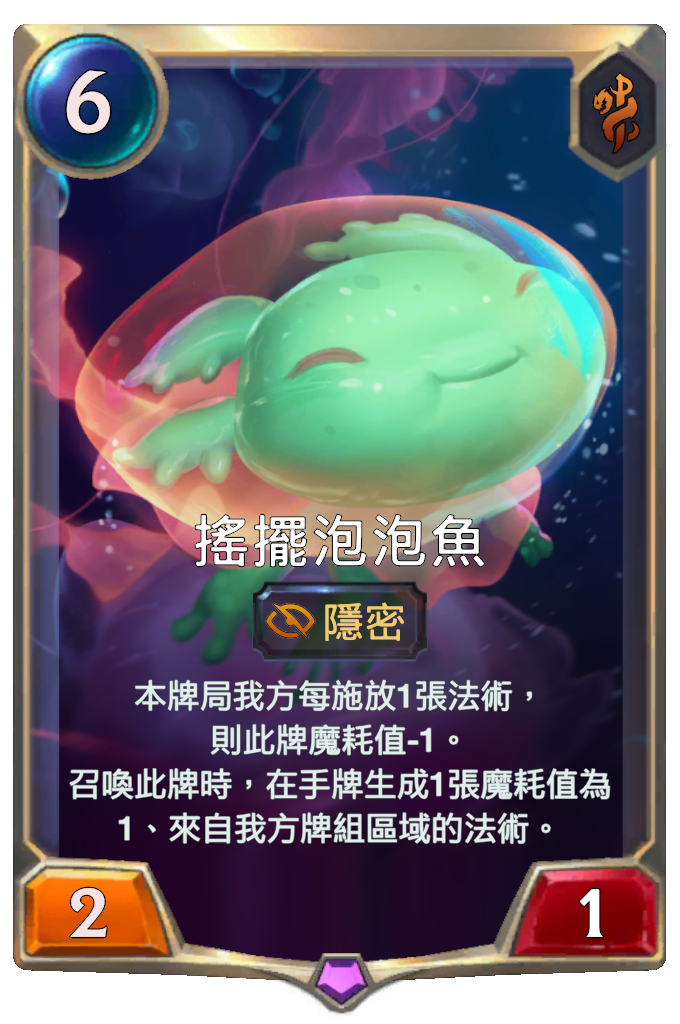 6
搖擺泡泡魚
隱密
本牌局我方每施放1張法術，
則此牌魔耗值-1。
召喚此牌時，在手牌生成1張魔耗值為
1、來自我方牌組區域的法術。
2
1